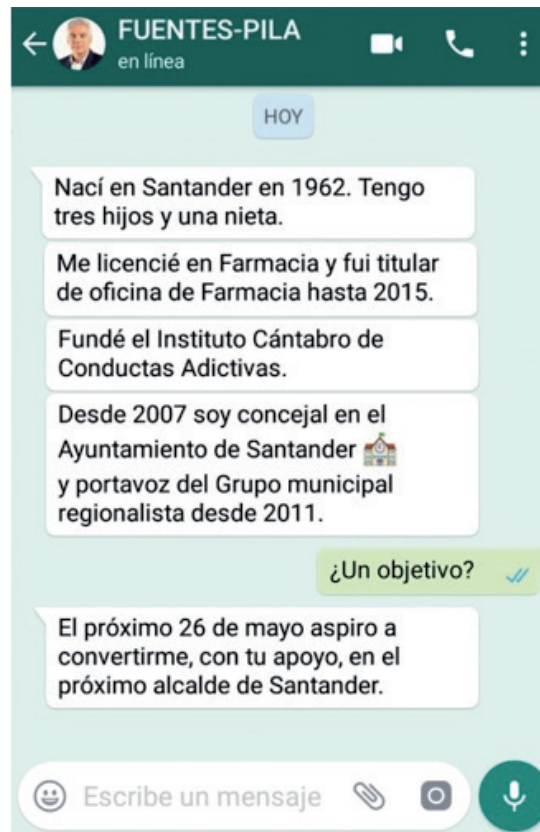 FUENTES-PILA
en línea
HOY
Nací en Santander en 1962. Tengo
tres hijos y una nieta.
Me licencié en Farmacia y fui titular
de oficina de Farmacia hasta 2015.
Fundé el Instituto Cántabro de
Conductas Adictivas.
Desde 2007 soy concejal en el
Ayuntamiento de Santander
y portavoz del Grupo municipal
regionalista desde 2011.
¿Un objetivo?
El próximo 26 de mayo aspiro a
convertirme, con tu apoyo, en el
próximo alcalde de Santander.
Escribe un mensaje